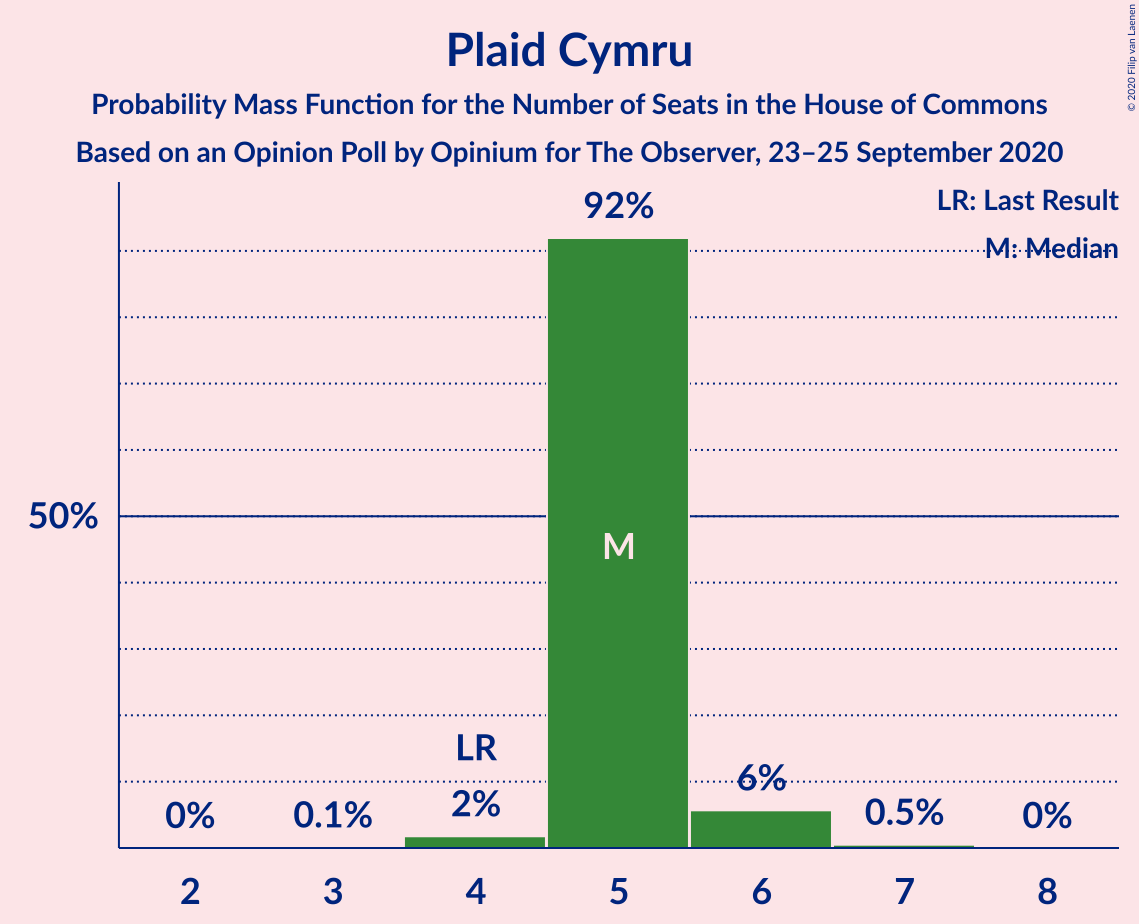 Plaid Cymru
Probability Mass Function for the Number of Seats in the House of Commons
Based on an Opinion Poll by Opinium for The Observer, 23–25 September 2020
© 2020 Filip van Laenen
LR: Last Result
M: Median
92%
50%
M
LR
0%
0.1%
2%
6%
0.5%
0%
2 3 4 5 6 7 8